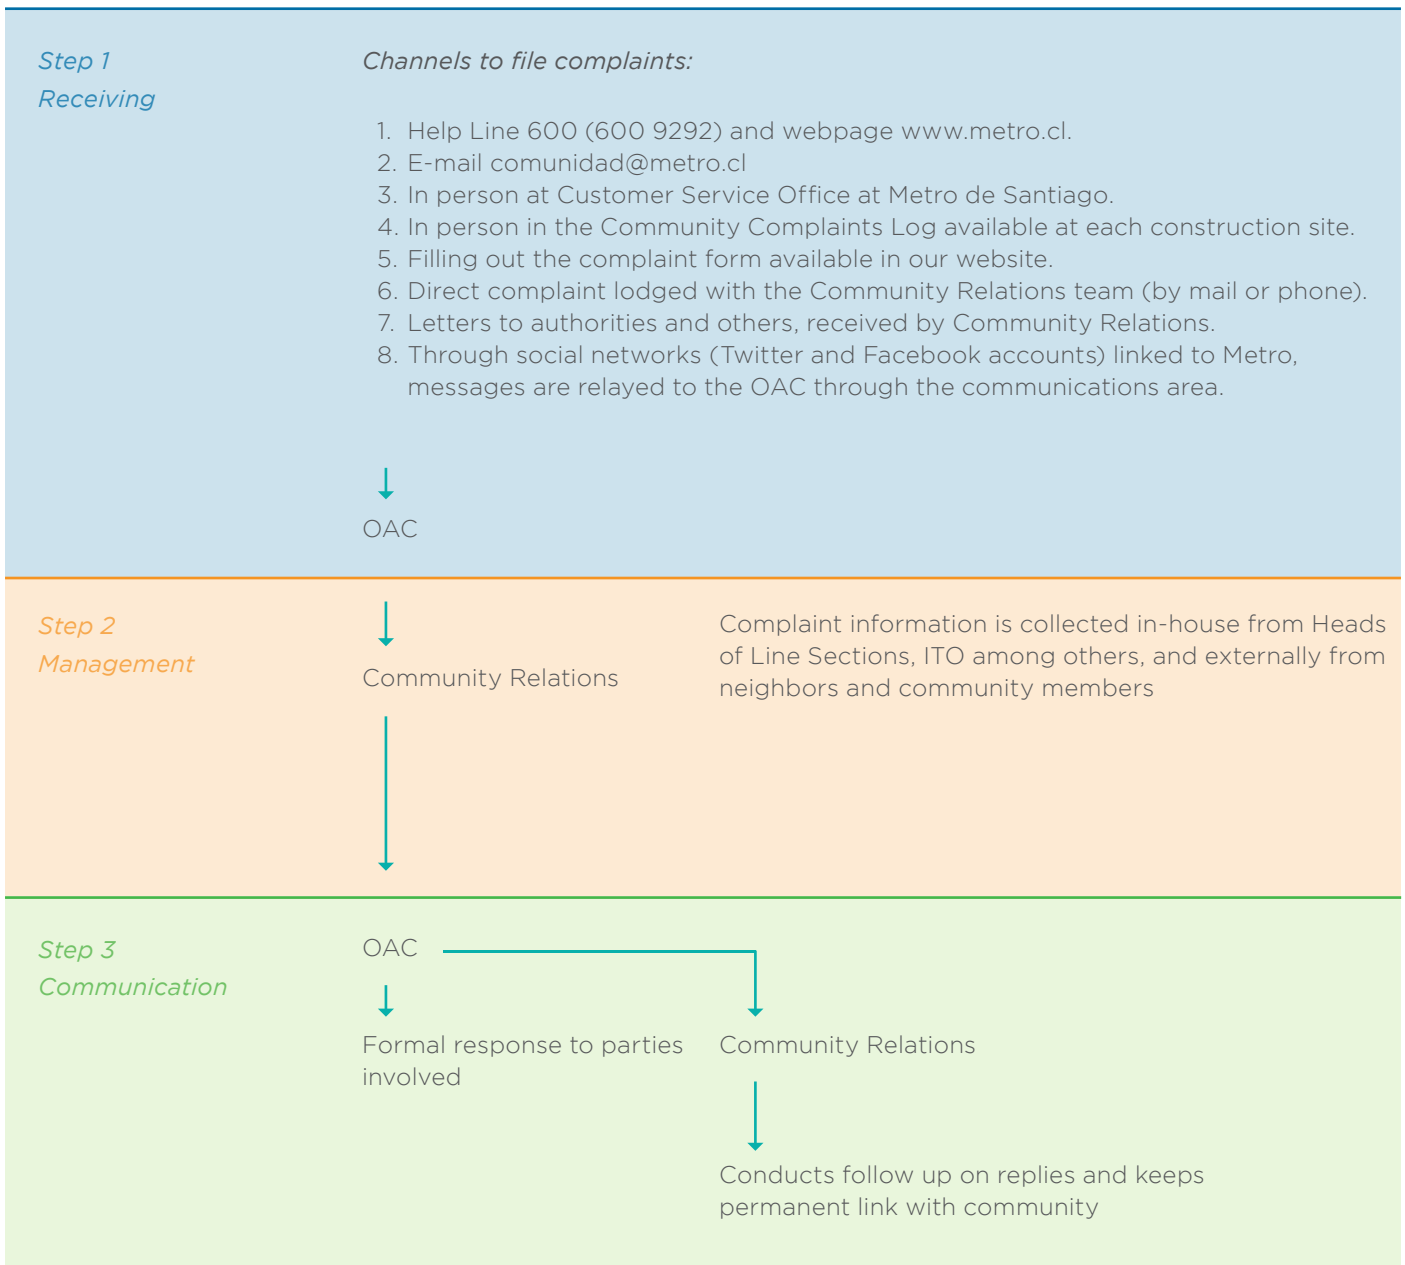 Step 1
Receiving
Channels to file complaints:
1. Help Line 600 (600 9292) and webpage www.metro.cl.
2. E-mail comunidad@metro.cl
3. In person at Customer Service Office at Metro de Santiago.
4. In person in the Community Complaints Log available at each construction site.
5. Filling out the complaint form available in our website.
6. Direct complaint lodged with the Community Relations team (by mail or phone).
7. Letters to authorities and others, received by Community Relations.
8. Through social networks (Twitter and Facebook accounts) linked to Metro,
messages are relayed to the OAC through the communications area.
OAC
Step 2
Management
Community Relations
Complaint information is collected in-house from Heads
of Line Sections, ITO among others, and externally from
neighbors and community members
Step 3
Communication
OAC
Formal response to parties
involved
Community Relations
Conducts follow up on replies and keeps
permanent link with community